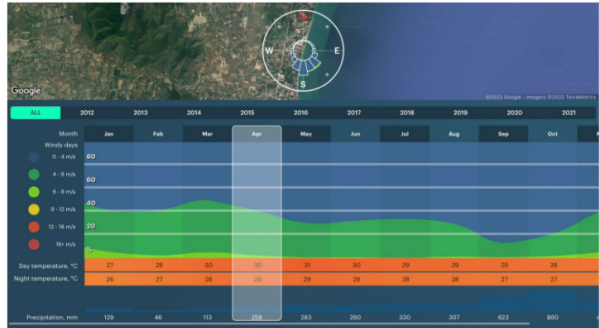 W E
S
Google
©2022 Google - Imagery ©2022 TerraMetrics
ALL 2012 2013 2014 2015 2016 2017 2018 2019 2020 2021
Month Jan Feb Mar Apr May Jun Jul Aug Sep Oct
Windy days
0 - 4 m/s 80
4 - 6 m/s 60
6 - 9 m/s 40
9 - 12 m/s
12 - 18 m/s 20
18+ m/s
Day temperature, °C 27 28 30 30 31 30 29 29 29 28
Night temperature, °C 26 27 28 29 29 28 28 28 27 27
Precipitation, mm 129 46 113 258 283 260 330 307 623 860